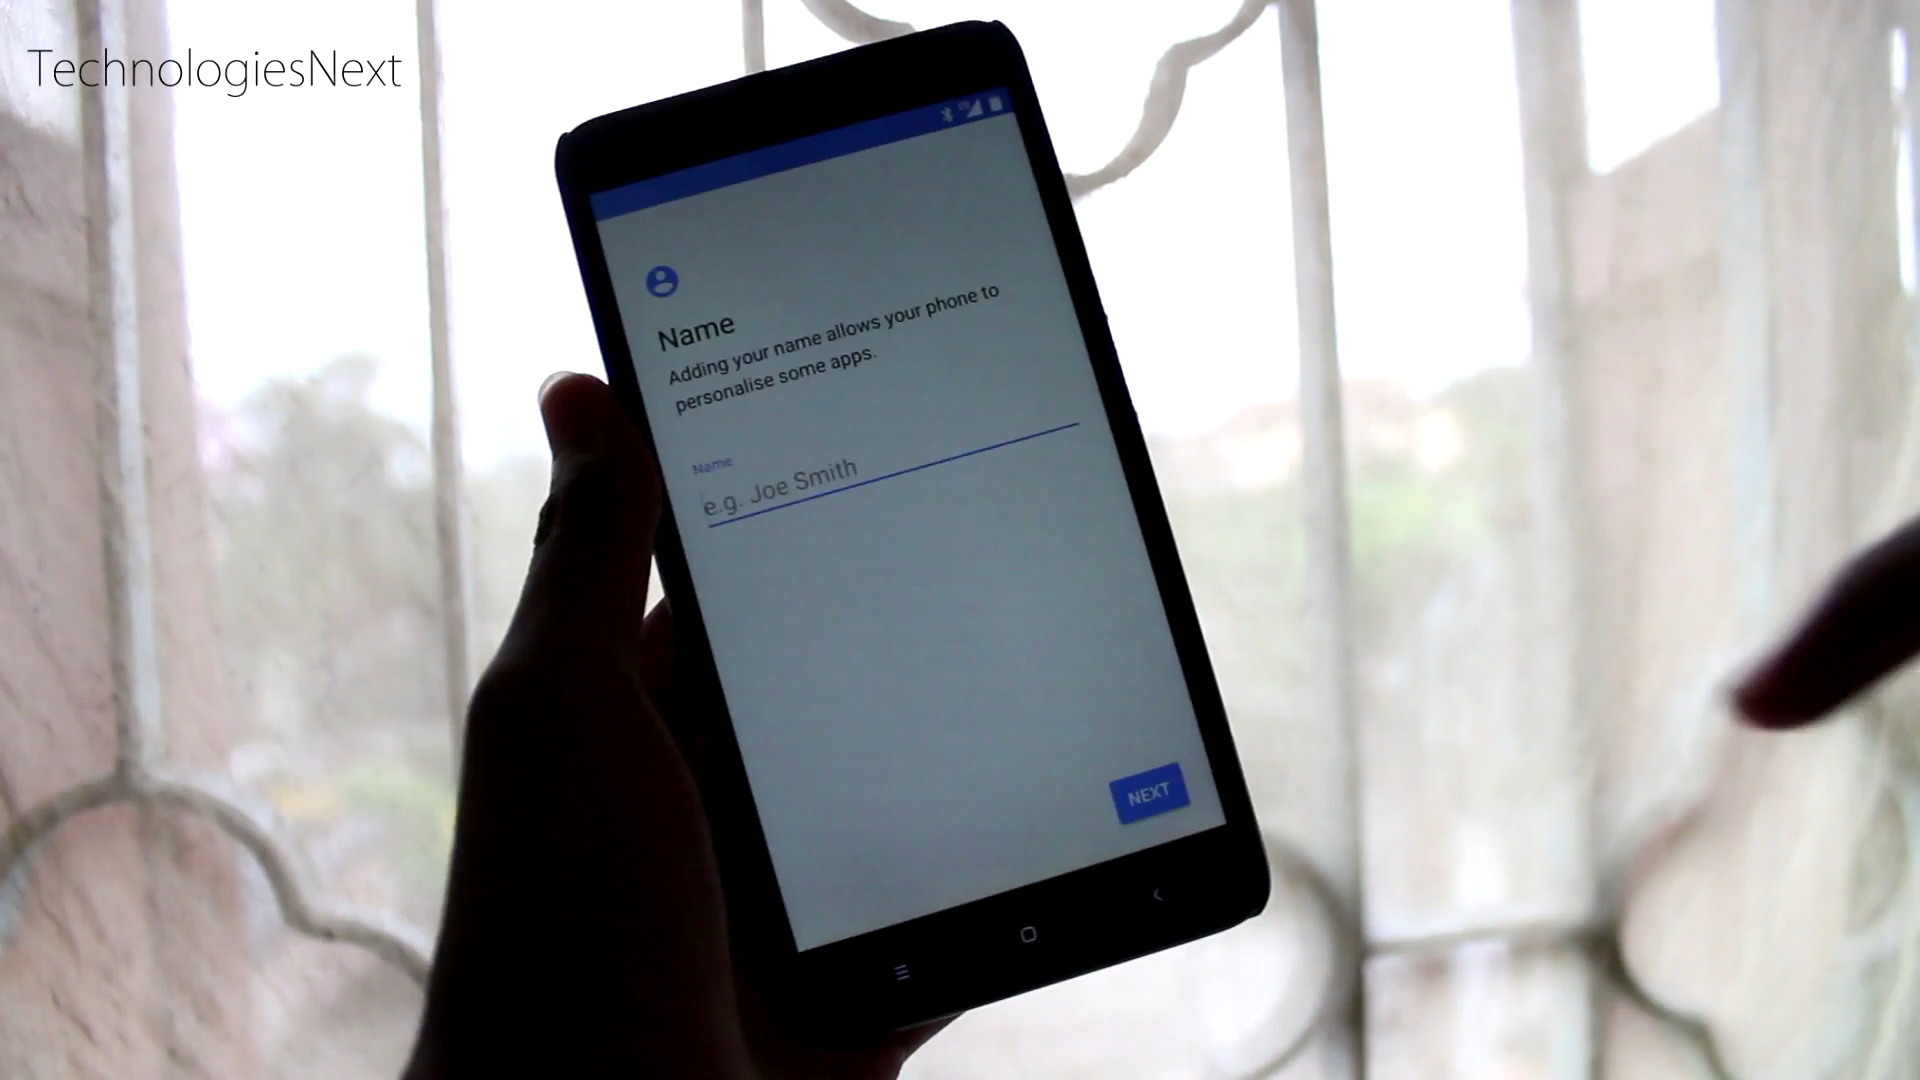 TechnologiesNext
Name
Adding your name allows your phone to
personalise some apps.
Name
e.g. Joe Smith
NEXT